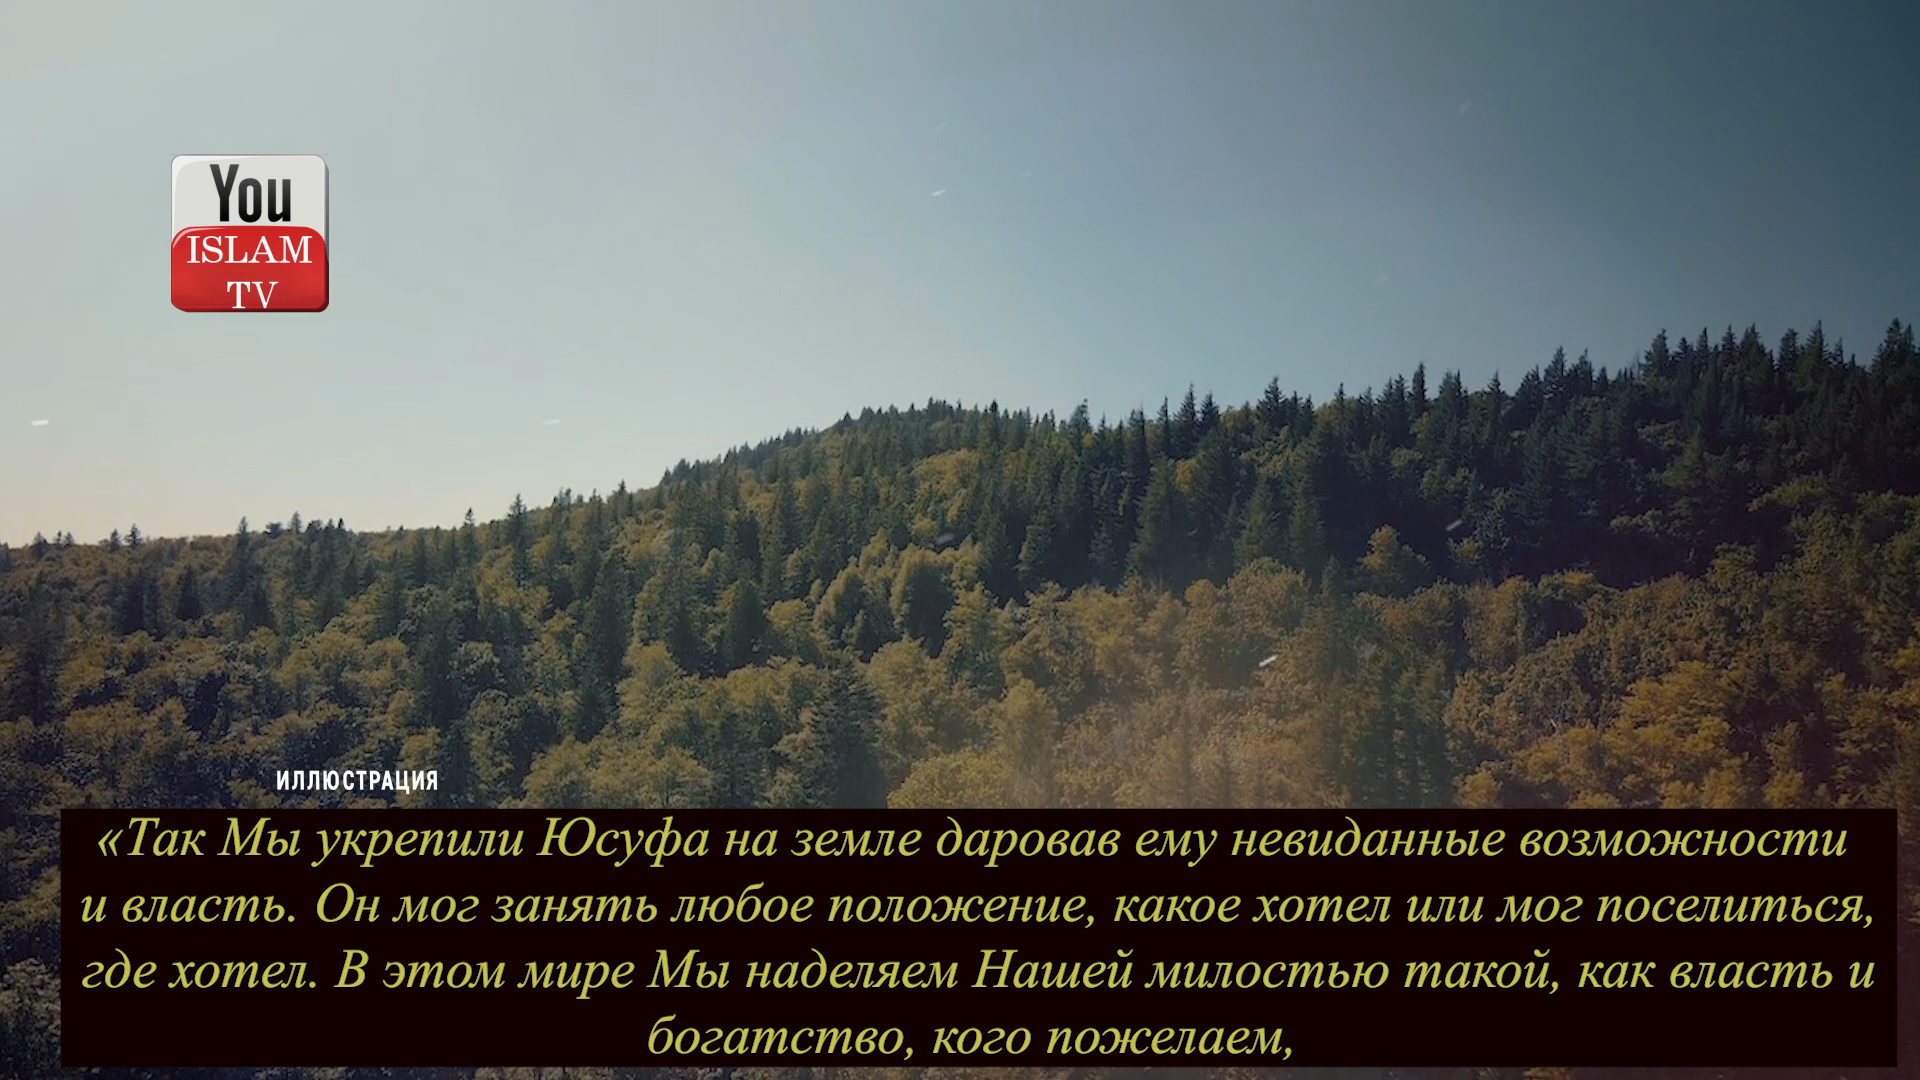 You
ISLAM
TV
ИЛЛЮСТРАЦИЯ
«Так Мы укрепили Юсуфа на земле даровав ему невиданные возможности
и власть. Он мог занять любое положение, какое хотел или мог поселиться,
где хотел. В этом мире Мы наделяем Нашей милостью такой, как власть и
богатство, кого пожелаем,